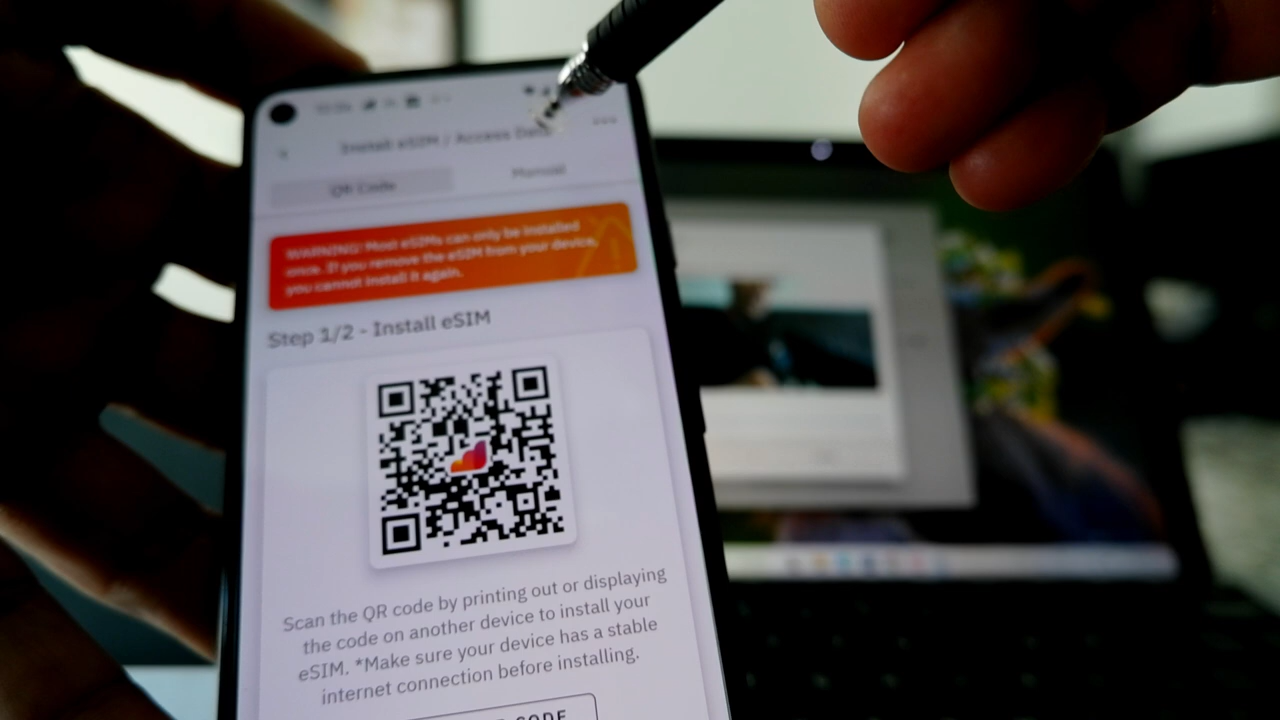 Install eSIM / Access Data
QR Code
Manual
WARNING! Most eSIMs can only be installed
once. If you remove the eSIM from your device,
you cannot install it again.
Step 1/2 - Install eSIM
Scan the QR code by printing out or displaying
the code on another device to install your
eSIM. *Make sure your device has a stable
internet connection before installing.
CODE